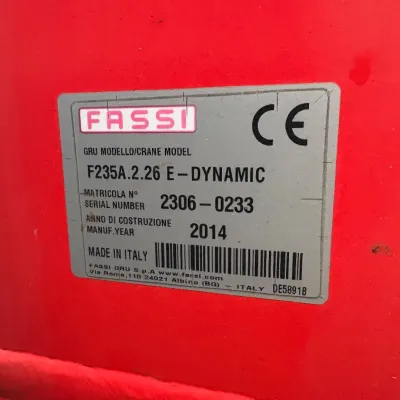 FASSI
CE
GRU MODELLO/CRANE MODEL
F235A.2.26 E-DYNAMIC
MATRICOLA N°
SERIAL NUMBER 2306-0233
ANNO DI COSTRUZIONE
MANUF.YEAR 2014
MADE IN ITALY
FASSI GRU S.p.A www.fassi.com
Via Roma, 110 24021 Albino (BG) - ITALY DE58918